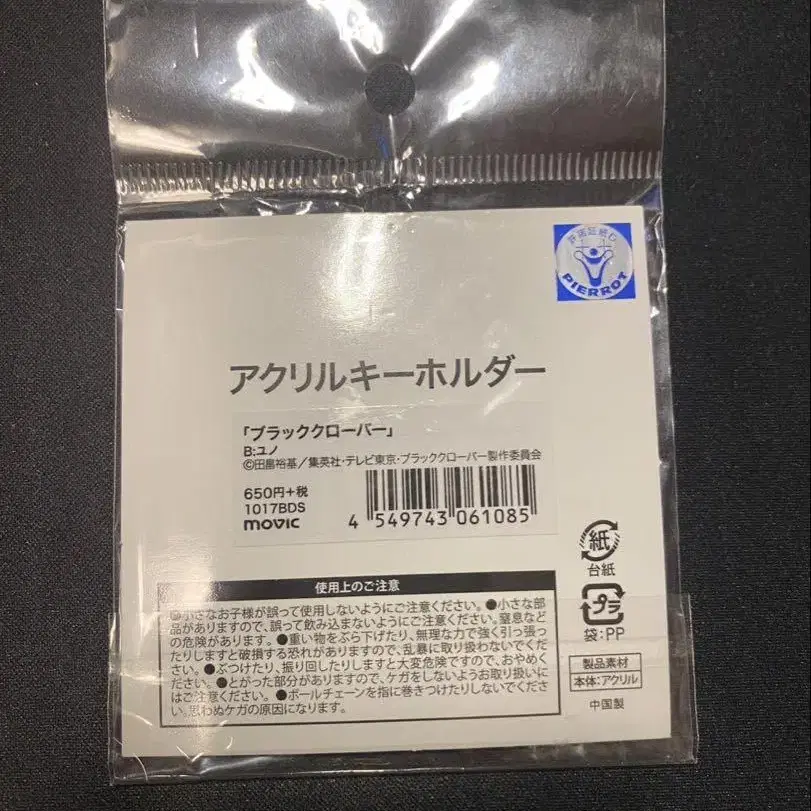 許諾証紙D
PIERROT
アクリルキーホルダー
「ブラッククローバー」
B:ユノ
©田畠裕基／集英社・テレビ東京・ブラッククローバー製作委員会
650円+税
1017BDS
movic
4 549743 061085
紙
台紙
プラ
袋:PP
使用上のご注意
●小さなお子様が誤って使用しないようにご注意ください。●小さな部
品がありますので、誤って飲み込まないでください。窒息など
の危険があります。●重い物をぶら下げたり、無理な力で強く引っ張っ
たりしますと破損する恐れがありますので、乱暴に取り扱わないでくだ
さい。●ぶつけたり、振り回したりしますと大変危険ですので、おやめく
ださい。●とがった部分がありますので、ケガをしないようお取り扱いに
はご注意ください。●ボールチェーンを指に巻きつけたりしないでくださ
い。思わぬケガの原因になります。
製品素材
本体:アクリル
中国製